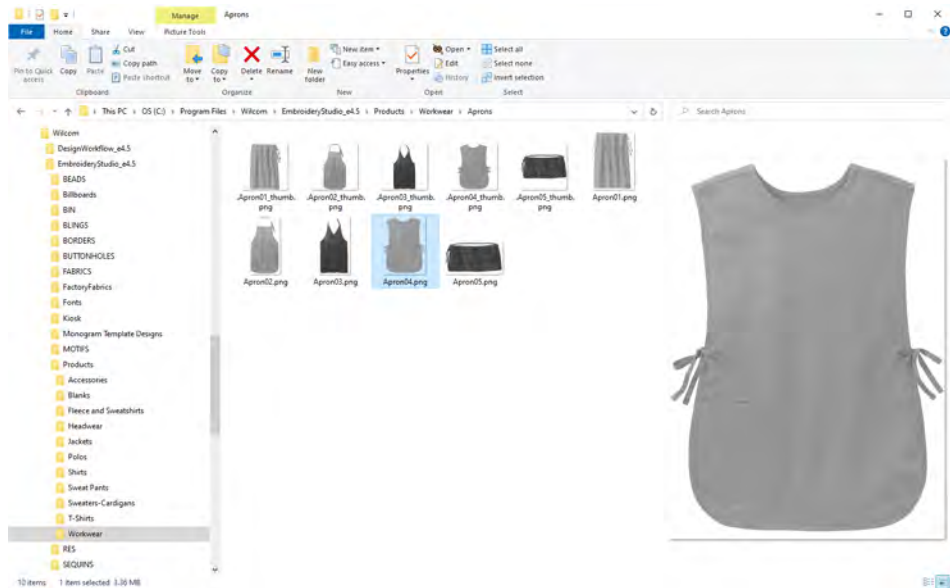 Manage
Aprons
File
Home
Share
View
Picture Tools
Pin to Quick access
Copy
Paste
Cut
Copy path
Paste shortcut
Clipboard
Move to
Copy to
Delete
Rename
Organize
New folder
New item
Easy access
New
Properties
Open
Edit
History
Open
Select all
Select none
Invert selection
Select
This PC › OS (C:) › Program Files › Wilcom › EmbroideryStudio_e4.5 › Products › Workwear › Aprons
Search Aprons
Wilcom
DesignWorkflow_e4.5
EmbroideryStudio_e4.5
BEADS
Billboards
BIN
BLINGS
BORDERS
BUTTONHOLES
FABRICS
FactoryFabrics
Fonts
Kiosk
Monogram Template Designs
MOTIFS
Products
Accessories
Blanks
Fleece and Sweatshirts
Headwear
Jackets
Polos
Shirts
Sweat Pants
Sweaters-Cardigans
T-Shirts
Workwear
RES
SEQUINS
.Apron01_thumb.png
.Apron02_thumb.png
.Apron03_thumb.png
.Apron04_thumb.png
.Apron05_thumb.png
Apron01.png
Apron02.png
Apron03.png
Apron04.png
Apron05.png
10 items
1 item selected 3.36 MB